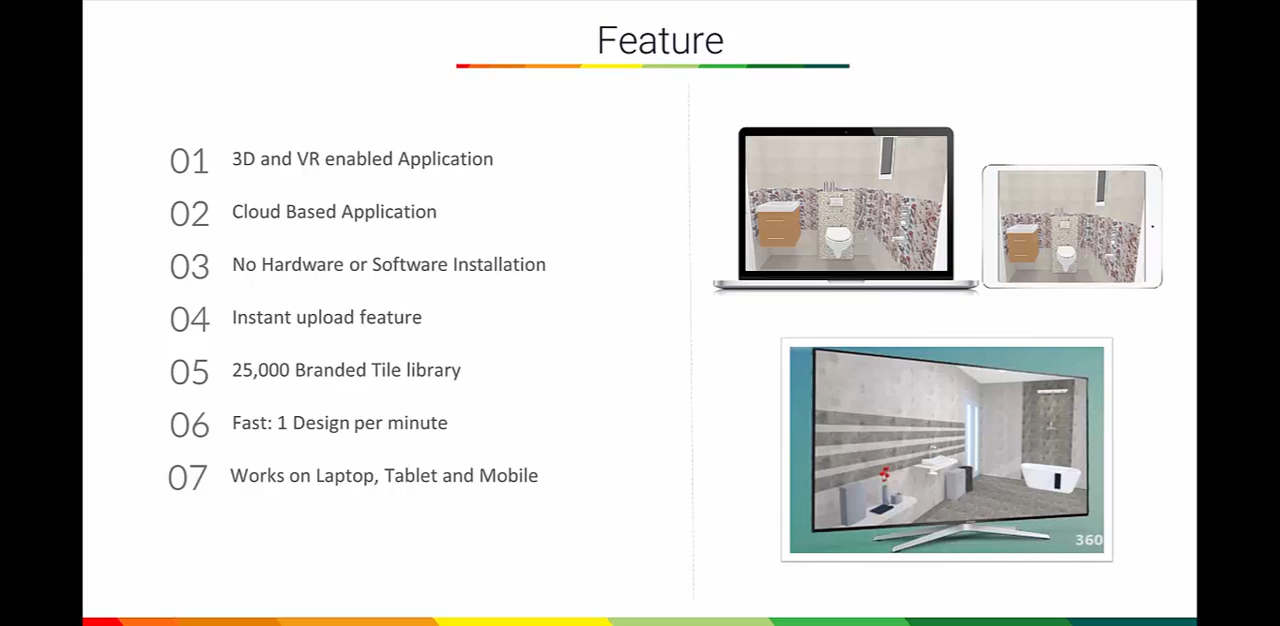 Feature
01 3D and VR enabled Application
02 Cloud Based Application
03 No Hardware or Software Installation
04 Instant upload feature
05 25,000 Branded Tile library
06 Fast: 1 Design per minute
07 Works on Laptop, Tablet and Mobile
360